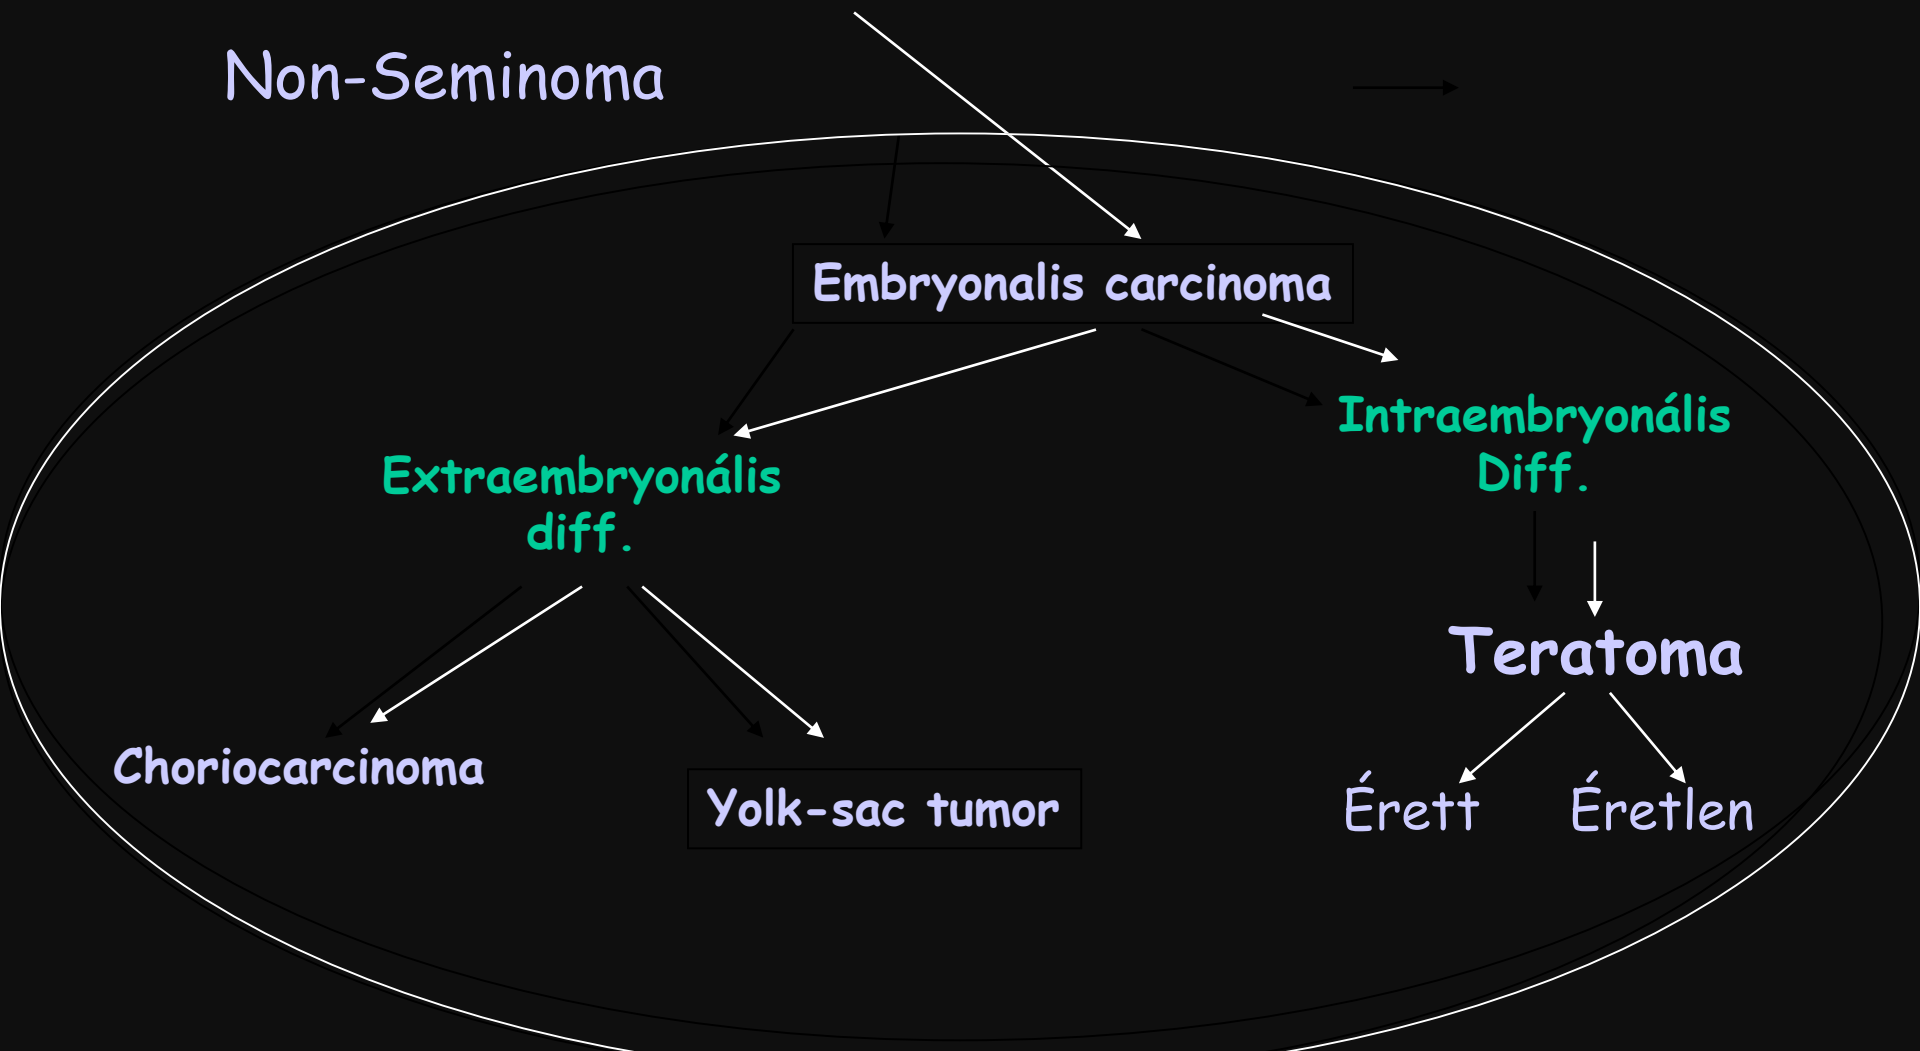 Non-Seminoma
Embryonalis carcinoma
Intraembryonális
Diff.
Extraembryonális
diff.
Teratoma
Choriocarcinoma
Yolk-sac tumor
Érett
Éretlen